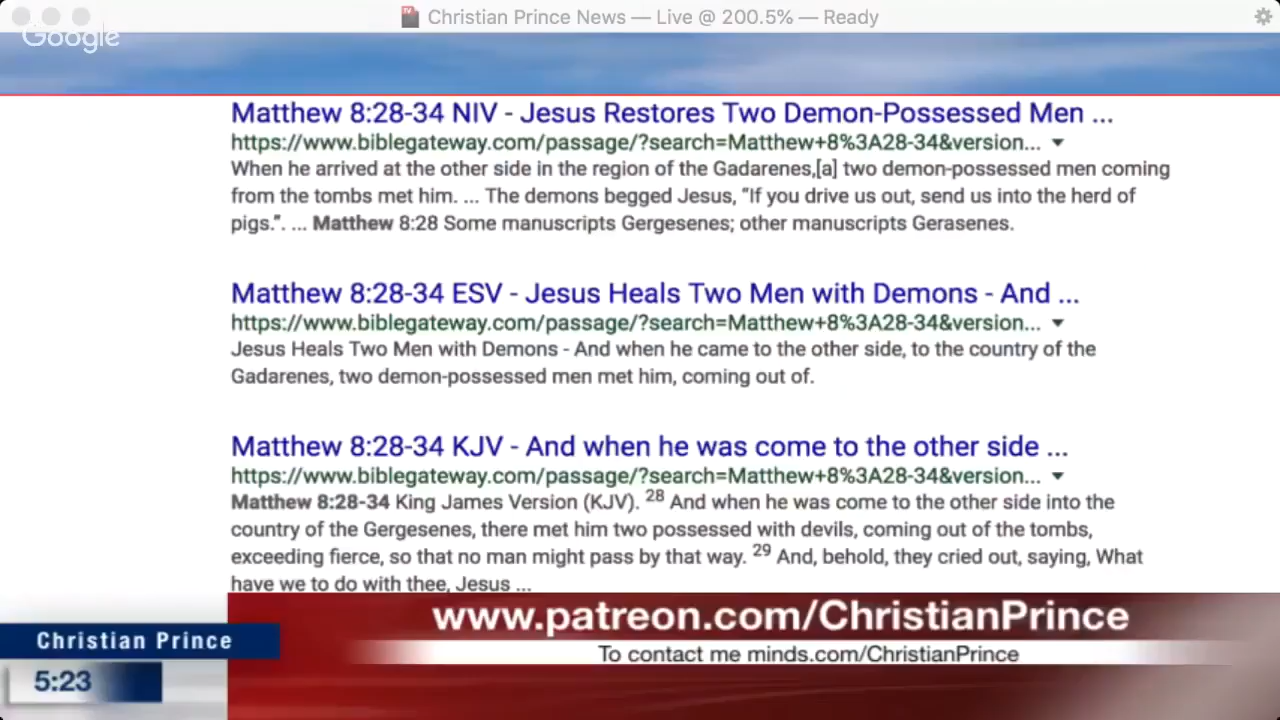 Christian Prince News — Live @ 200.5% — Ready
Google
Matthew 8:28-34 NIV - Jesus Restores Two Demon-Possessed Men ...
https://www.biblegateway.com/passage/?search=Matthew+8%3A28-34&version...
When he arrived at the other side in the region of the Gadarenes,[a] two demon-possessed men coming
from the tombs met him. ... The demons begged Jesus, “If you drive us out, send us into the herd of
pigs.”. ... Matthew 8:28 Some manuscripts Gergesenes; other manuscripts Gerasenes.
Matthew 8:28-34 ESV - Jesus Heals Two Men with Demons - And ...
https://www.biblegateway.com/passage/?search=Matthew+8%3A28-34&version...
Jesus Heals Two Men with Demons - And when he came to the other side, to the country of the
Gadarenes, two demon-possessed men met him, coming out of.
Matthew 8:28-34 KJV - And when he was come to the other side ...
https://www.biblegateway.com/passage/?search=Matthew+8%3A28-34&version...
Matthew 8:28-34 King James Version (KJV). 28 And when he was come to the other side into the
country of the Gergesenes, there met him two possessed with devils, coming out of the tombs,
exceeding fierce, so that no man might pass by that way. 29 And, behold, they cried out, saying, What
have we to do with thee, Jesus ...
www.patreon.com/ChristianPrince
Christian Prince
To contact me minds.com/ChristianPrince
5:23